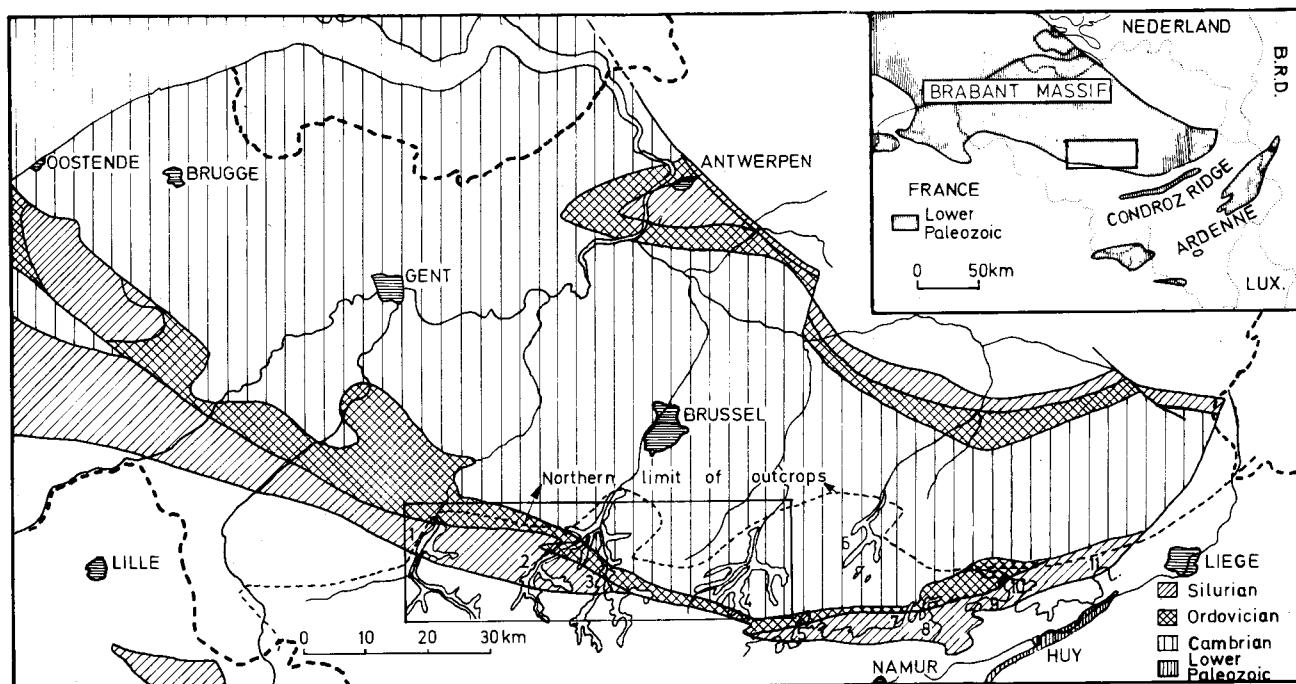 OOSTENDE
BRUGGE
ANTWERPEN
GENT
BRUSSEL
Northern limit of outcrops
LILLE
LIEGE
NAMUR
HUY
1
2
3
4
5
6
7
8
9
10
11
0 10 20 30 km
NEDERLAND
B.R.D.
BRABANT MASSIF
FRANCE
CONDROZ RIDGE
ARDENNE
Lower
Paleozoic
0 50km
LUX.
Silurian
Ordovician
Cambrian
Lower
Paleozoic